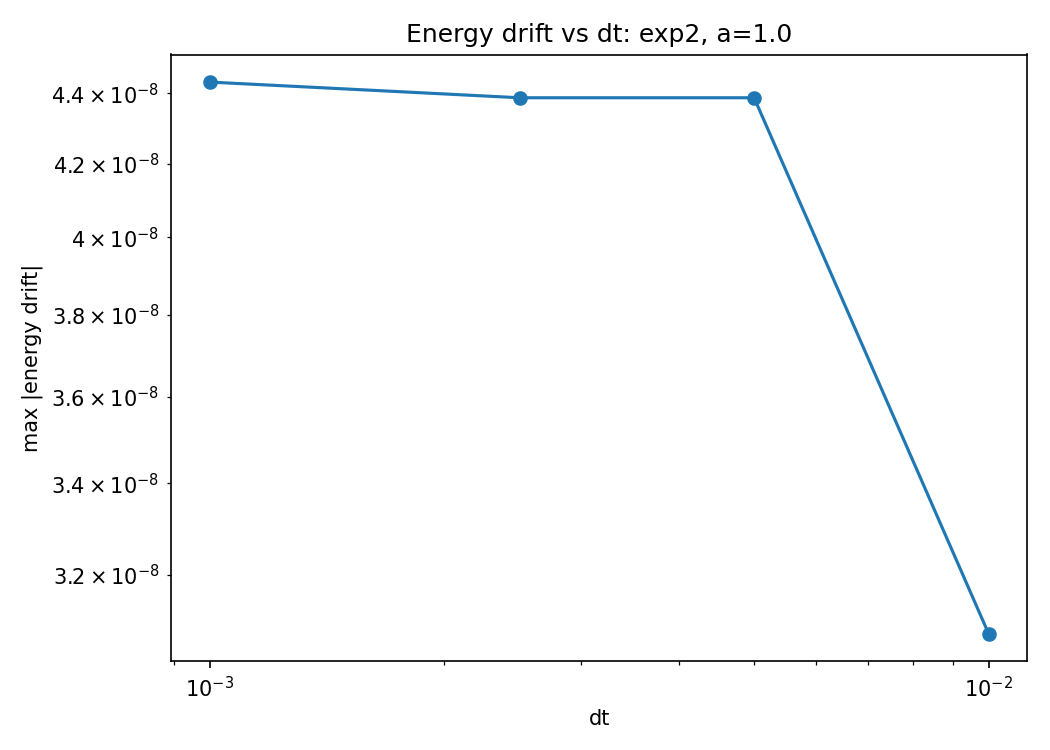 Energy drift vs dt: exp2, a=1.0
4.4 × 10⁻⁸
4.2 × 10⁻⁸
4 × 10⁻⁸
3.8 × 10⁻⁸
3.6 × 10⁻⁸
3.4 × 10⁻⁸
3.2 × 10⁻⁸
max |energy drift|
10⁻³ 10⁻²
dt